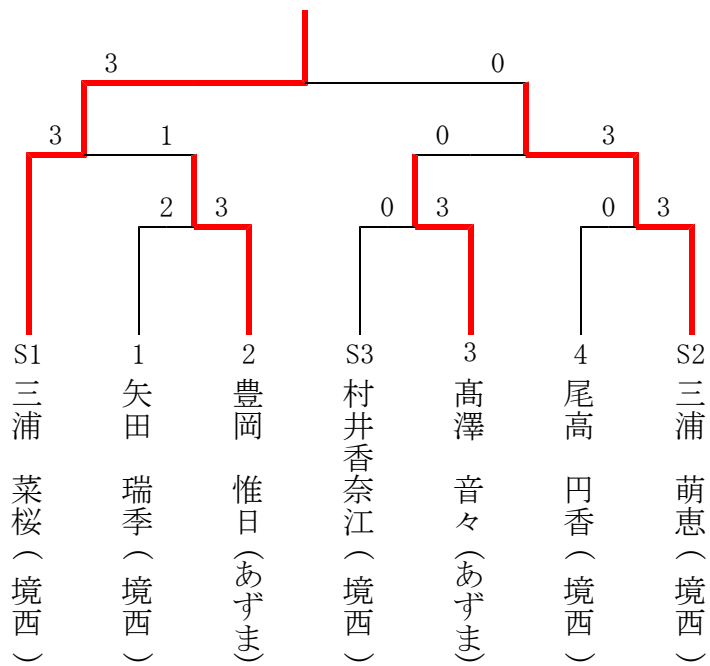 3 0
3 1 0 3
2 3 0 3 0 3
S1 1 2 S3 3 4 S2
三浦 菜桜(境西)
矢田 瑞季(境西)
豊岡 惟日(あずま)
村井香奈江(境西)
髙澤 音々(あずま)
尾高 円香(境西)
三浦 萌恵(境西)